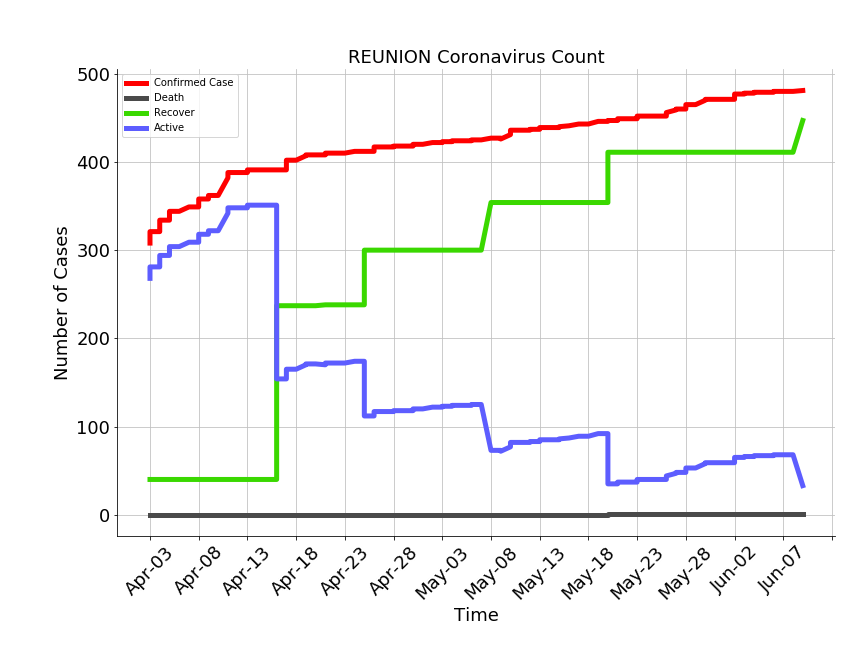 REUNION Coronavirus Count
Confirmed Case
Death
Recover
Active
500
400
300
200
100
0
Number of Cases
Apr-03
Apr-08
Apr-13
Apr-18
Apr-23
Apr-28
May-03
May-08
May-13
May-18
May-23
May-28
Jun-02
Jun-07
Time